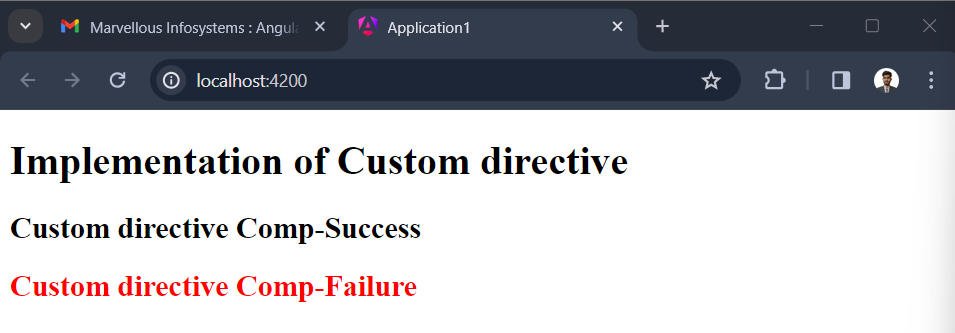 Marvellous Infosystems : Angula
Application1
localhost:4200
Implementation of Custom directive
Custom directive Comp-Success
Custom directive Comp-Failure